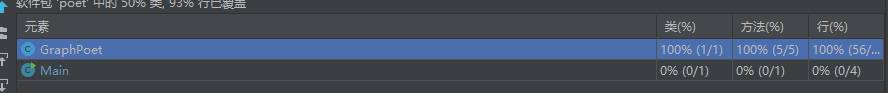 软件包 'poet' 中的 50% 类, 93% 行已覆盖
元素 类(%) 方法(%) 行(%)
GraphPoet 100% (1/1) 100% (5/5) 100% (56/...
Main 0% (0/1) 0% (0/1) 0% (0/4)